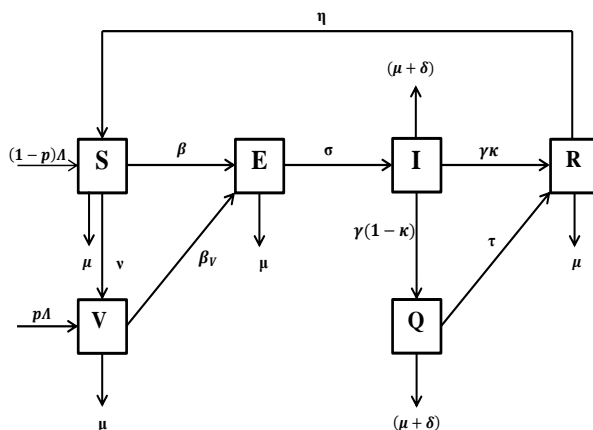 η
(μ + δ)
(1 − p)Λ
S
β
E
σ
I
γκ
R
μ
ν
β_V
μ
γ(1 − κ)
τ
μ
pΛ
V
Q
μ
(μ + δ)